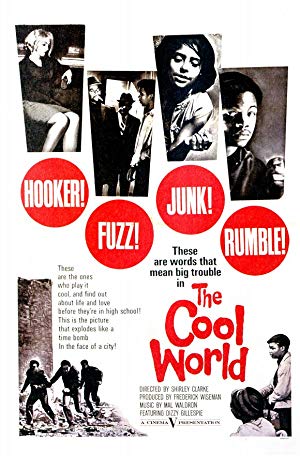 HOOKER!
FUZZ!
JUNK!
RUMBLE!
These
are words that
mean big trouble
in
The
Cool
World
These
are the ones
who play it
cool, and find out
about life and love
before they're in high school!
This is the picture
that explodes like a
time bomb
In the face of a city!
DIRECTED BY SHIRLEY CLARKE
PRODUCED BY FREDERICK WISEMAN
MUSIC BY MAL WALDRON
FEATURING DIZZY GILLESPIE
A CINEMA V PRESENTATION